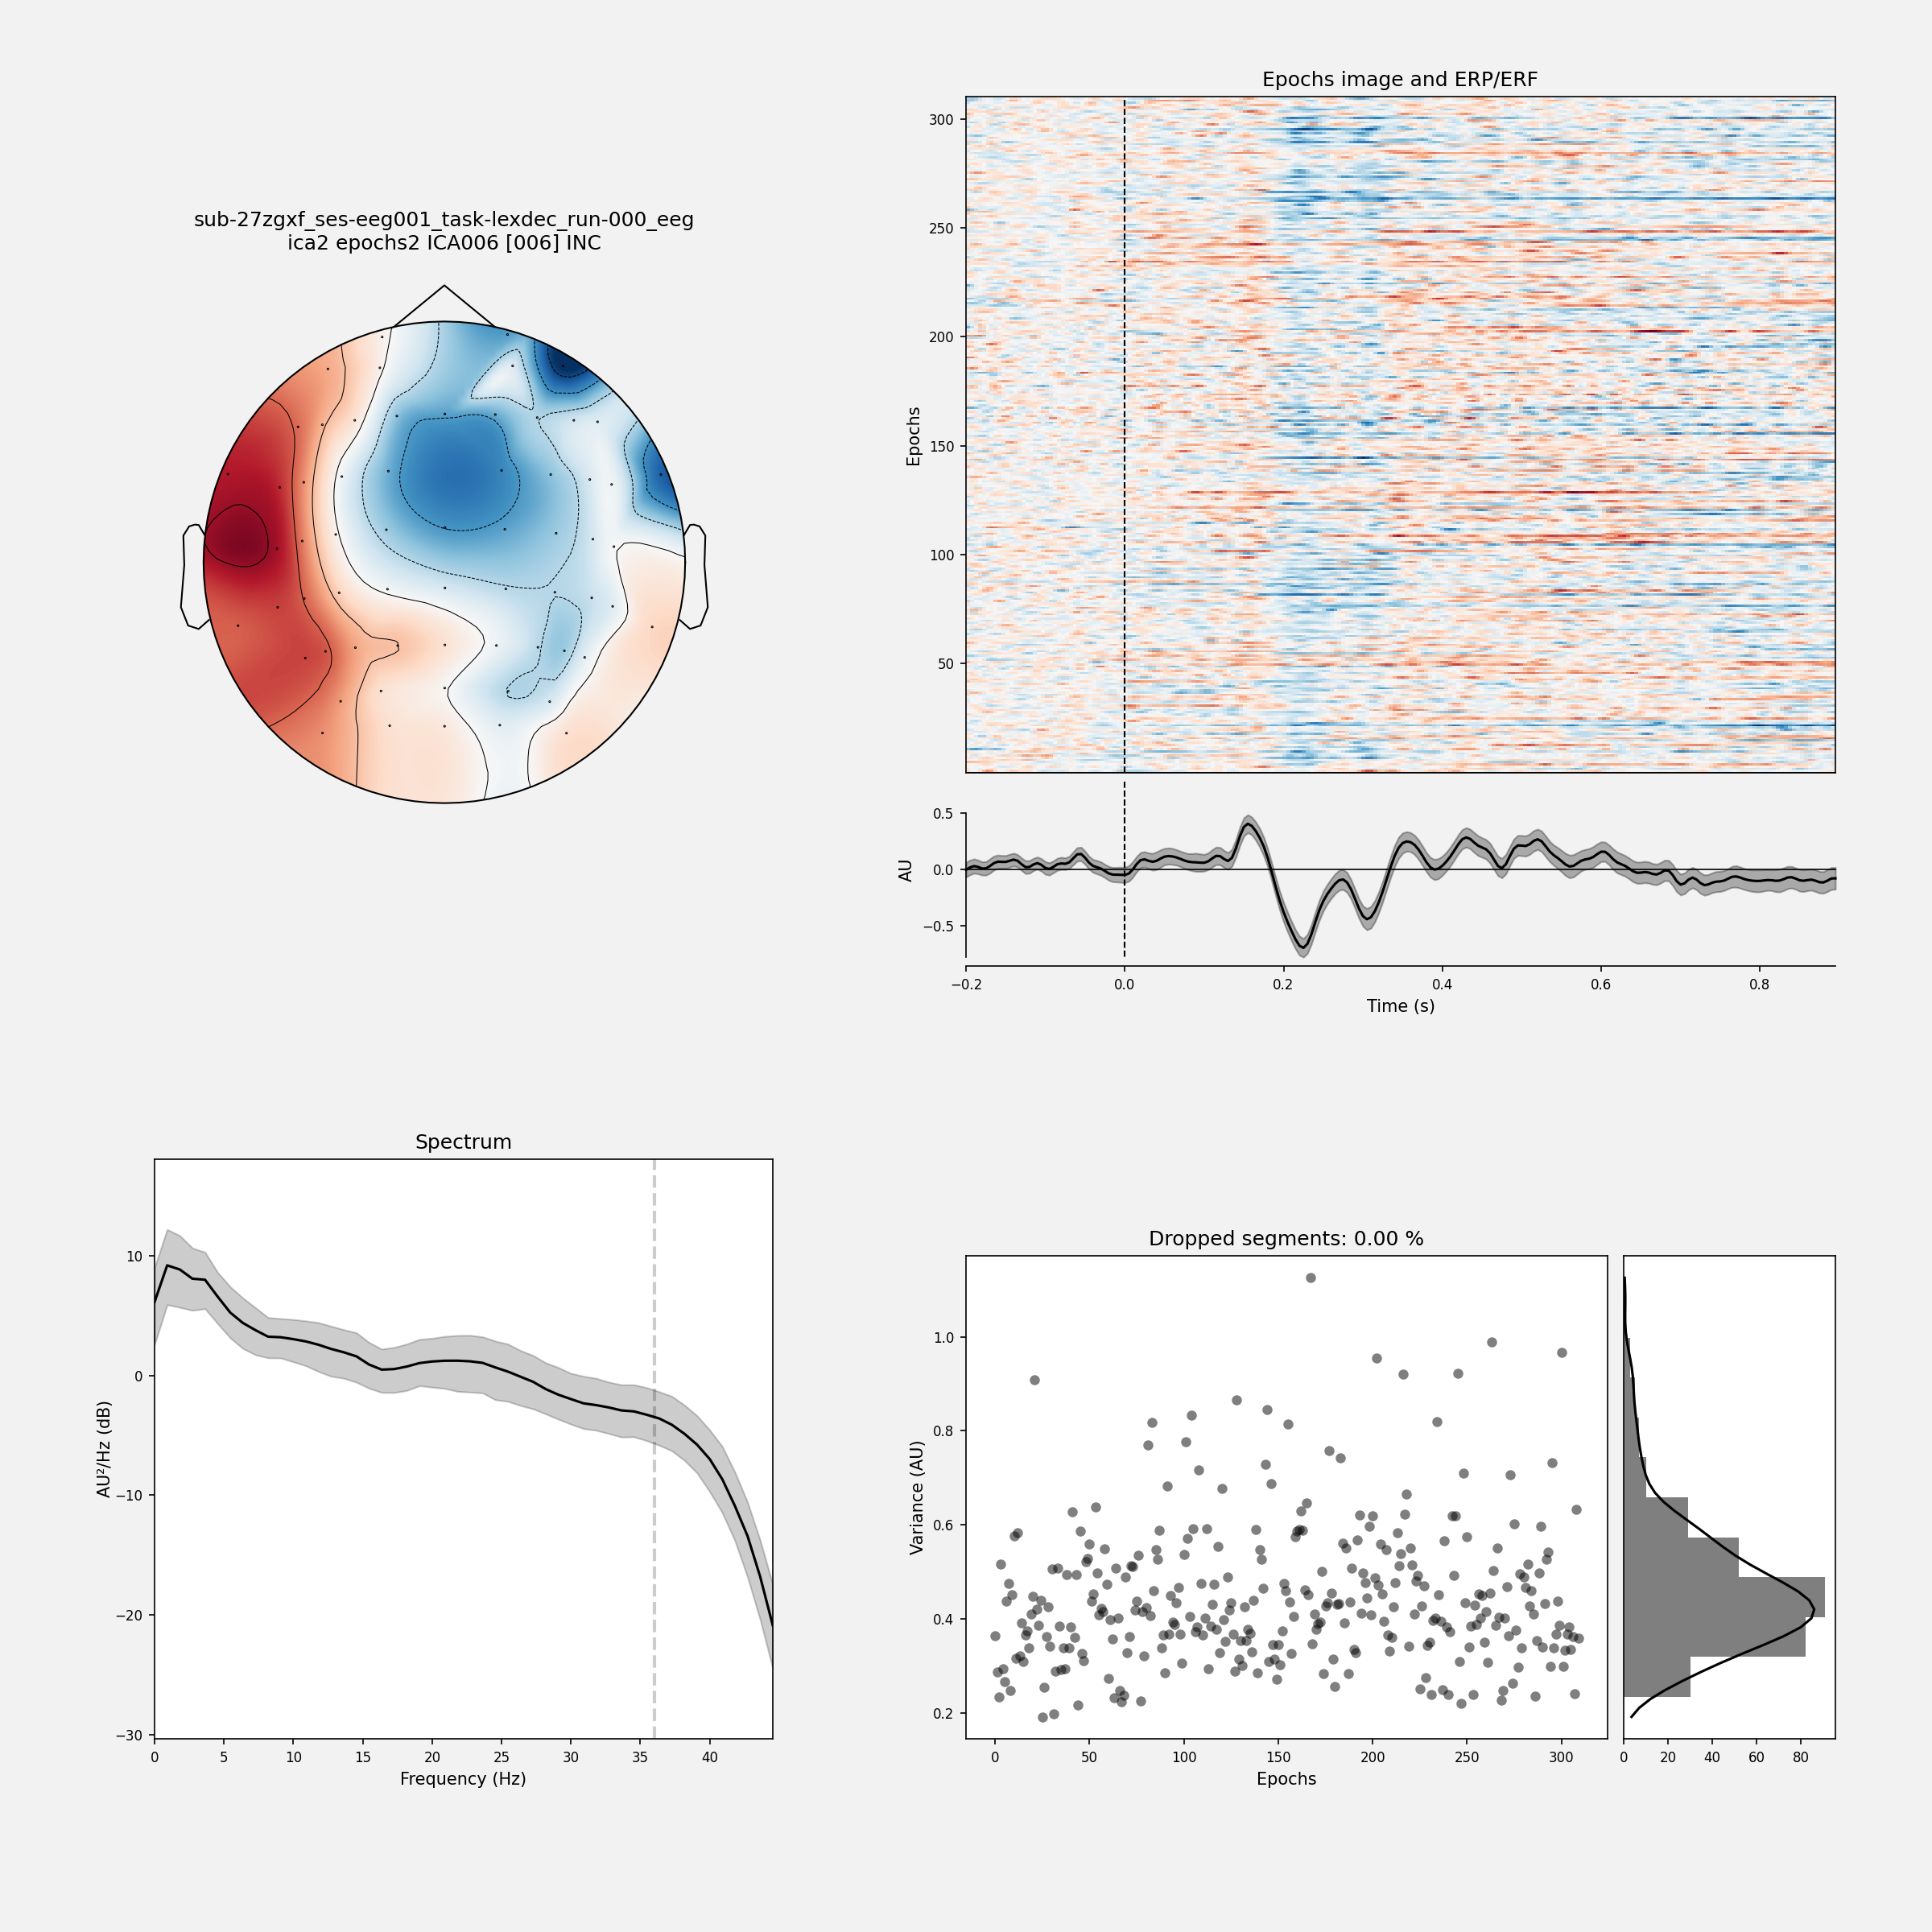 sub-27zgxf_ses-eeg001_task-lexdec_run-000_eeg
ica2 epochs2 ICA006 [006] INC
Epochs image and ERP/ERF
300
250
200
150
100
50
Epochs
0.5
0.0
−0.5
AU
−0.2 0.0 0.2 0.4 0.6 0.8
Time (s)
Spectrum
10
0
−10
−20
−30
AU²/Hz (dB)
0 5 10 15 20 25 30 35 40
Frequency (Hz)
Dropped segments: 0.00 %
1.0
0.8
0.6
0.4
0.2
Variance (AU)
0 50 100 150 200 250 300
Epochs
0 20 40 60 80